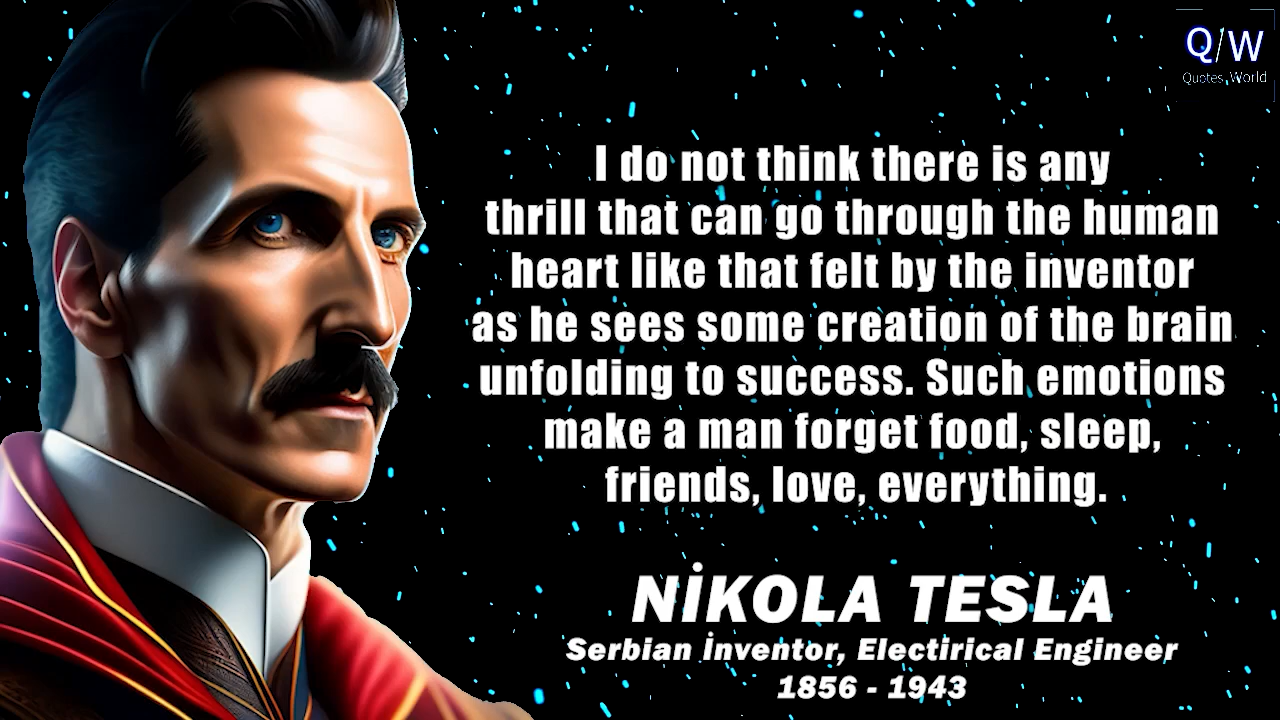 Q/W
Quotes World
I do not think there is any
thrill that can go through the human
heart like that felt by the inventor
as he sees some creation of the brain
unfolding to success. Such emotions
make a man forget food, sleep,
friends, love, everything.
NİKOLA TESLA
Serbian İnventor, Electirical Engineer
1856 - 1943